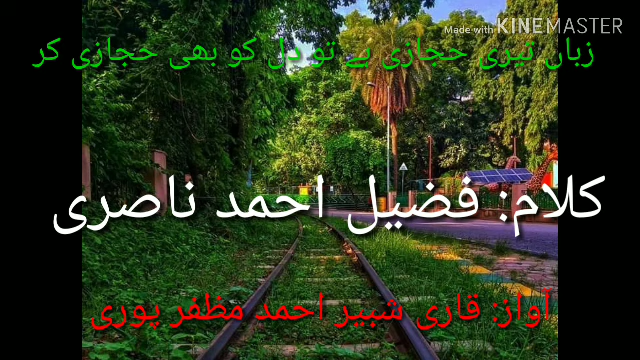 Made with KINEMASTER
زباں تیری حجازی ہے تو دل کو بھی حجازی کر
کلام: فضیل احمد ناصری
آواز: قاری شبیر احمد مظفر پوری